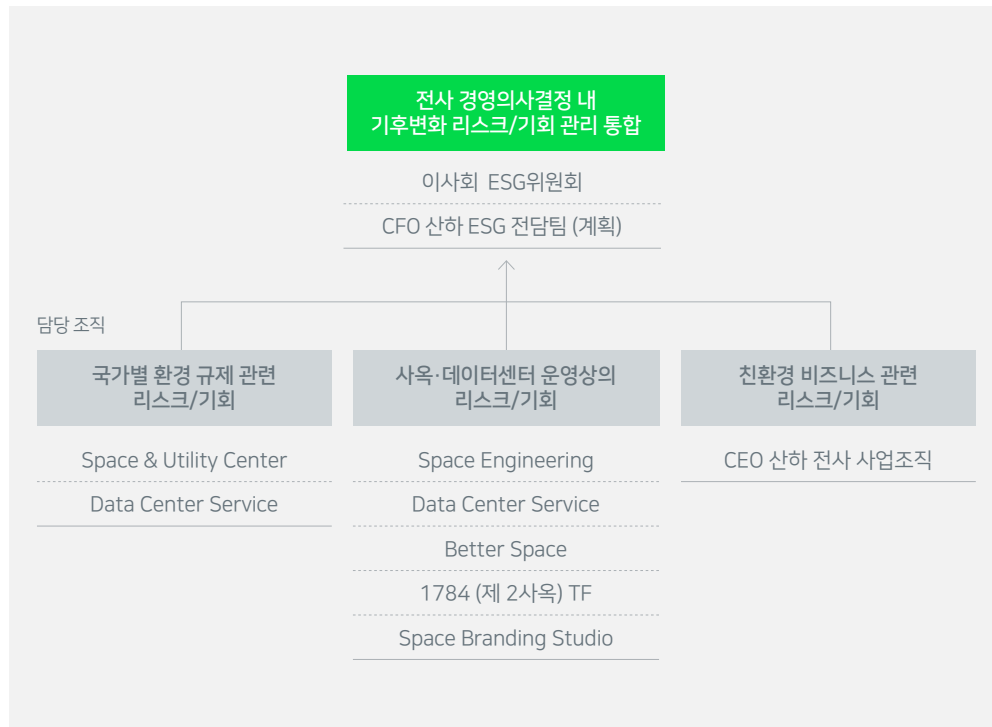 전사 경영의사결정 내
기후변화 리스크/기회 관리 통합
이사회 ESG위원회
CFO 산하 ESG 전담팀 (계획)
담당 조직
국가별 환경 규제 관련
리스크/기회
Space & Utility Center
Data Center Service
사옥·데이터센터 운영상의
리스크/기회
Space Engineering
Data Center Service
Better Space
1784 (제 2사옥) TF
Space Branding Studio
친환경 비즈니스 관련
리스크/기회
CEO 산하 전사 사업조직